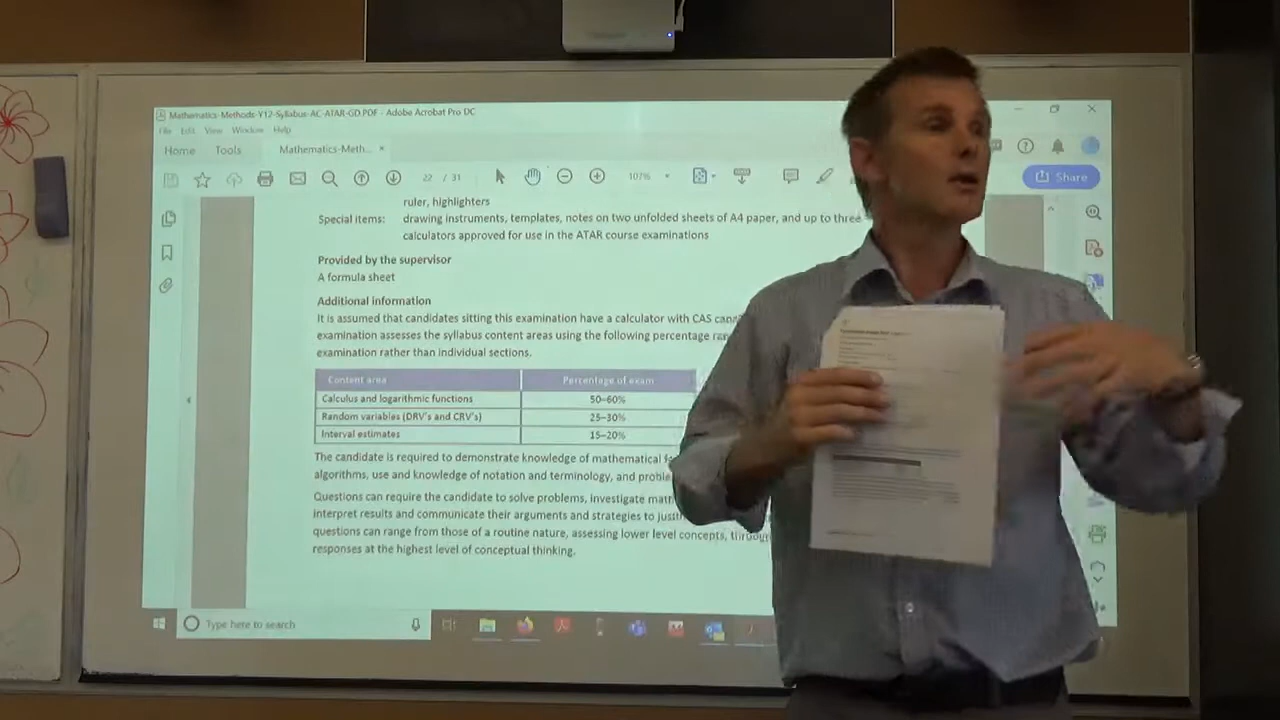 Mathematics-Methods-Y12-Syllabus-AC-ATAR-GD.PDF - Adobe Acrobat Pro DC
File Edit View Window Help
Home Tools Mathematics-Meth... ×
22 / 31 107% Share
ruler, highlighters
Special items: drawing instruments, templates, notes on two unfolded sheets of A4 paper, and up to three
calculators approved for use in the ATAR course examinations
Provided by the supervisor
A formula sheet
Additional information
It is assumed that candidates sitting this examination have a calculator with CAS
examination assesses the syllabus content areas using the following percentage
examination rather than individual sections.
Content area Percentage of exam
Calculus and logarithmic functions 50–60%
Random variables (DRV's and CRV's) 25–30%
Interval estimates 15–20%
The candidate is required to demonstrate knowledge of mathematical
algorithms, use and knowledge of notation and terminology, and
Questions can require the candidate to solve problems, investigate
interpret results and communicate their arguments and strategies to
questions can range from those of a routine nature, assessing lower level concepts,
responses at the highest level of conceptual thinking.
Type here to search